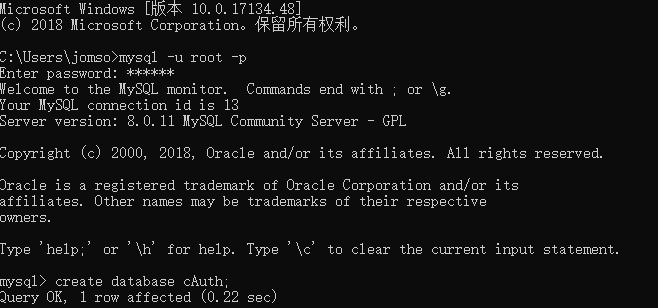 Microsoft Windows [版本 10.0.17134.48]
(c) 2018 Microsoft Corporation。保留所有权利。
C:\Users\jomso>mysql -u root -p
Enter password: ******
Welcome to the MySQL monitor.  Commands end with ; or \g.
Your MySQL connection id is 13
Server version: 8.0.11 MySQL Community Server - GPL
Copyright (c) 2000, 2018, Oracle and/or its affiliates. All rights reserved.
Oracle is a registered trademark of Oracle Corporation and/or its
affiliates. Other names may be trademarks of their respective
owners.
Type 'help;' or '\h' for help. Type '\c' to clear the current input statement.
mysql> create database cAuth;
Query OK, 1 row affected (0.22 sec)